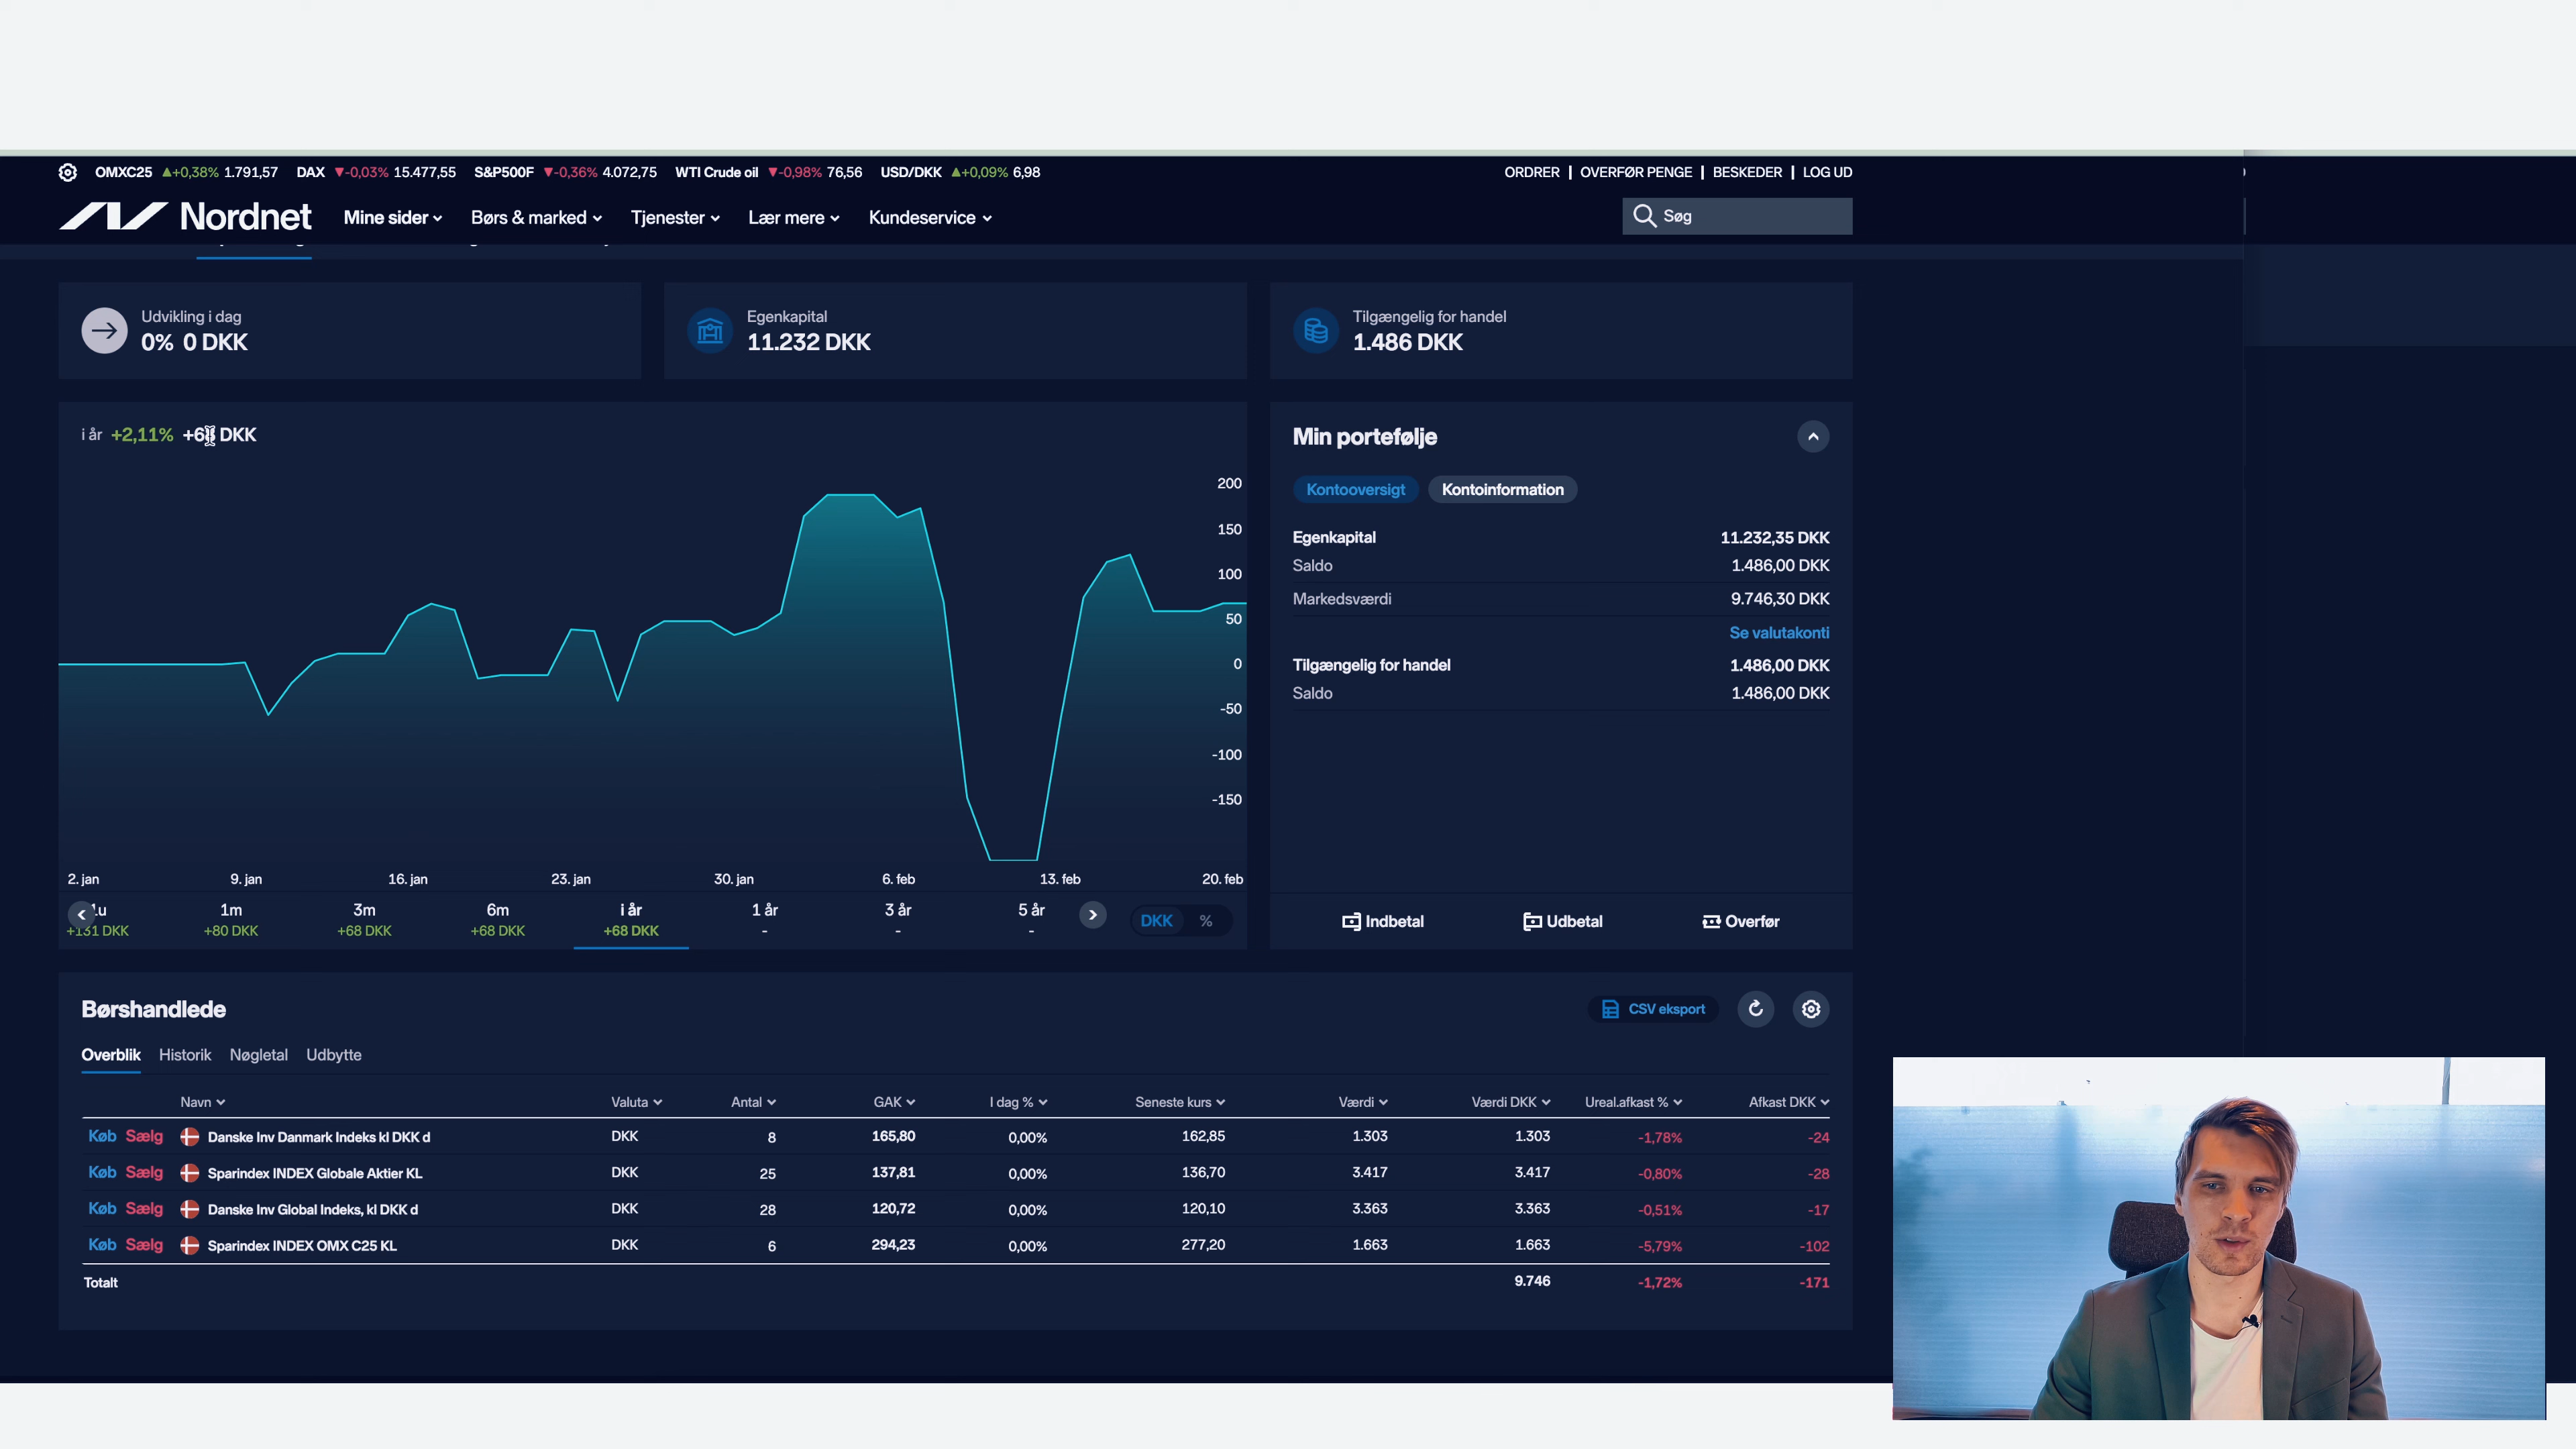 OMXC25 ▲+0,38% 1.791,57 DAX ▼-0,03% 15.477,55 S&P500F ▼-0,36% 4.072,75 WTI Crude oil ▼-0,98% 76,56 USD/DKK ▲+0,09% 6,98
ORDRER | OVERFØR PENGE | BESKEDER | LOG UD
Nordnet Mine sider Børs & marked Tjenester Lær mere Kundeservice
Søg
Udvikling i dag
0% 0 DKK
Egenkapital
11.232 DKK
Tilgængelig for handel
1.486 DKK
i år +2,11% DKK
200
150
100
50
0
-50
-100
-150
2. jan 9. jan 16. jan 23. jan 30. jan 6. feb 13. feb 20. feb
1m 3m 6m i år 1 år 3 år 5 år
+131 DKK +80 DKK +68 DKK +68 DKK +68 DKK - - -
DKK %
Min portefølje
Kontooversigt Kontoinformation
Egenkapital 11.232,35 DKK
Saldo 1.486,00 DKK
Markedsværdi 9.746,30 DKK
Se valutakonti
Tilgængelig for handel 1.486,00 DKK
Saldo 1.486,00 DKK
Indbetal Udbetal Overfør
Børshandlede
CSV eksport
Overblik Historik Nøgletal Udbytte
Navn Valuta Antal GAK I dag % Seneste kurs Værdi Værdi DKK Ureal.afkast % Afkast DKK
Køb Sælg Danske Inv Danmark Indeks kl DKK d DKK 8 165,80 0,00% 162,85 1.303 1.303 -1,78% -24
Køb Sælg Sparindex INDEX Globale Aktier KL DKK 25 137,81 0,00% 136,70 3.417 3.417 -0,80% -28
Køb Sælg Danske Inv Global Indeks, kl DKK d DKK 28 120,72 0,00% 120,10 3.363 3.363 -0,51% -17
Køb Sælg Sparindex INDEX OMX C25 KL DKK 6 294,23 0,00% 277,20 1.663 1.663 -5,79% -102
Totalt 9.746 -1,72% -171